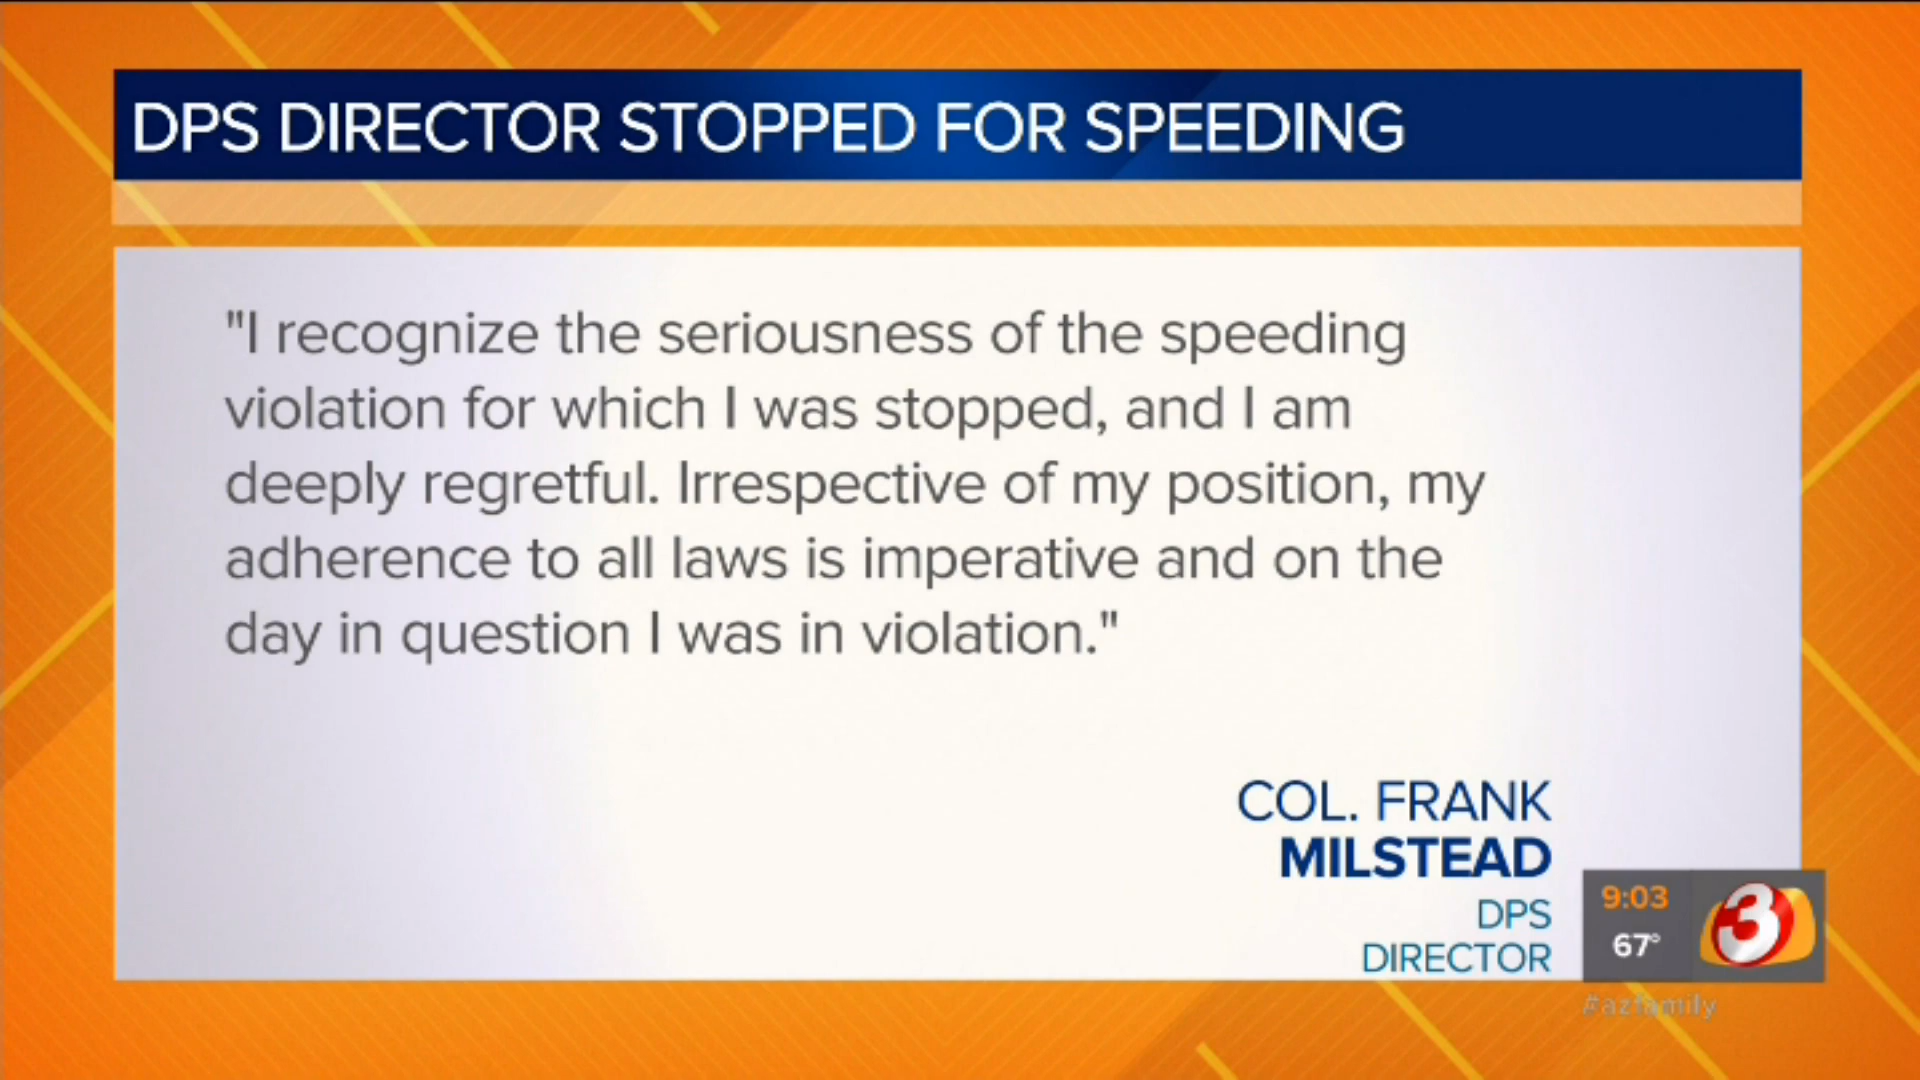 DPS DIRECTOR STOPPED FOR SPEEDING
"I recognize the seriousness of the speeding
violation for which I was stopped, and I am
deeply regretful. Irrespective of my position, my
adherence to all laws is imperative and on the
day in question I was in violation."
COL. FRANK
MILSTEAD
DPS
DIRECTOR
9:03
67°
3
#azfamily